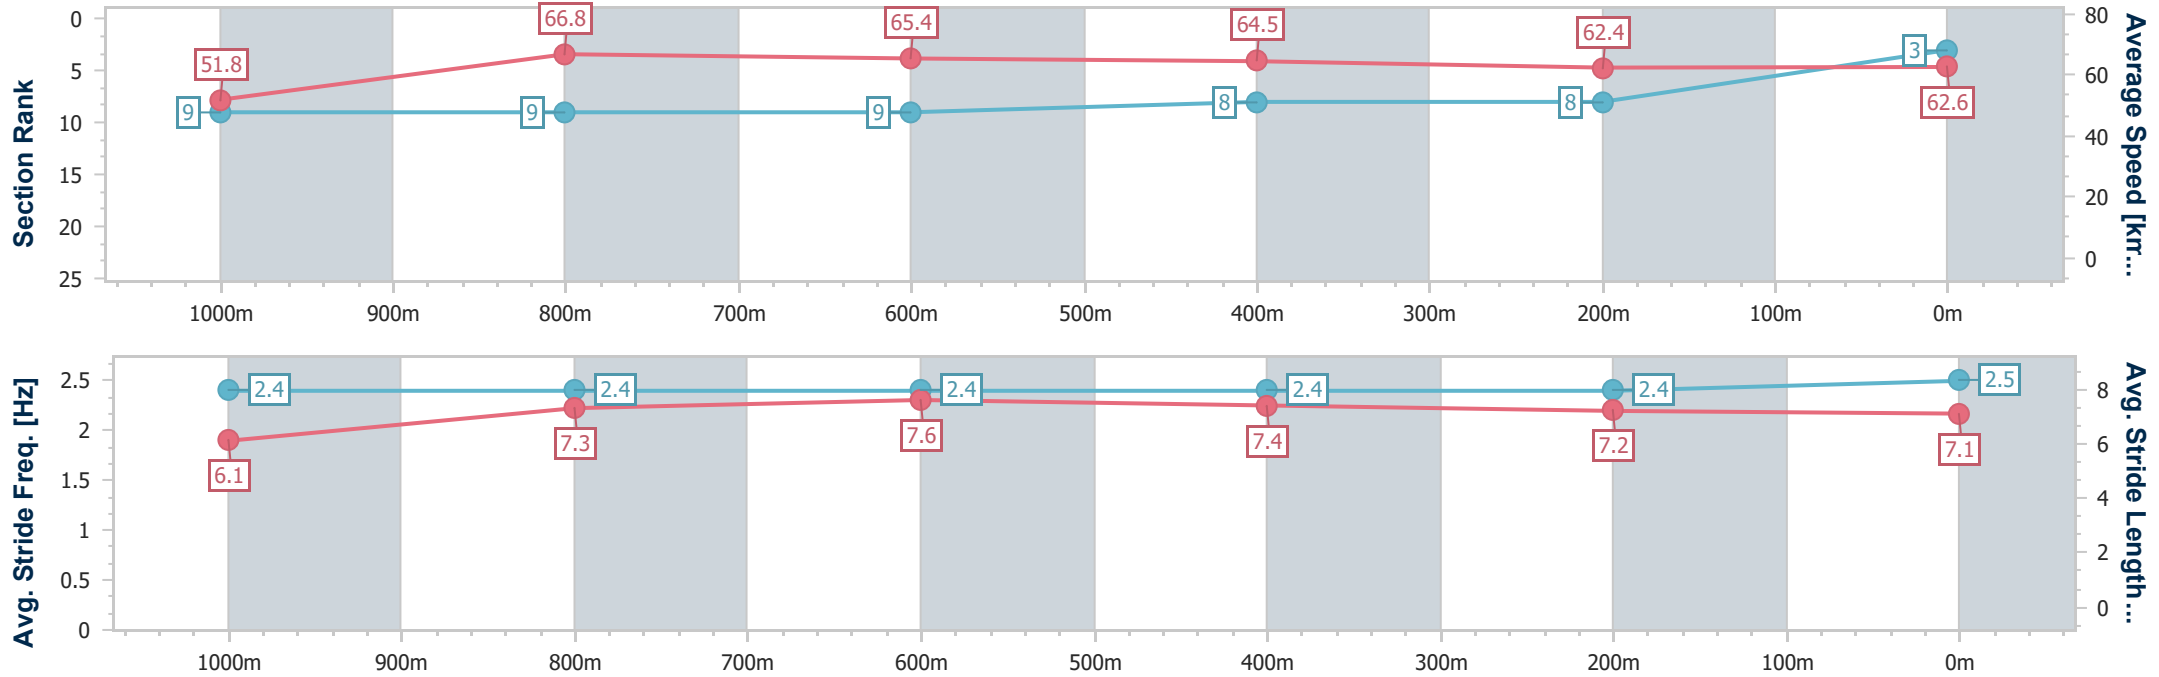 Section Rank
0
5
10
15
20
25
51.8
66.8
65.4
64.5
62.4
62.6
9
9
9
8
8
3
80
60
40
20
0
Average Speed [km...
1000m
900m
800m
700m
600m
500m
400m
300m
200m
100m
0m
Avg. Stride Freq. [Hz]
2.5
2
1.5
1
0.5
0
2.4
2.4
2.4
2.4
2.4
2.5
6.1
7.3
7.6
7.4
7.2
7.1
8
6
4
2
0
Avg. Stride Length...
1000m
900m
800m
700m
600m
500m
400m
300m
200m
100m
0m